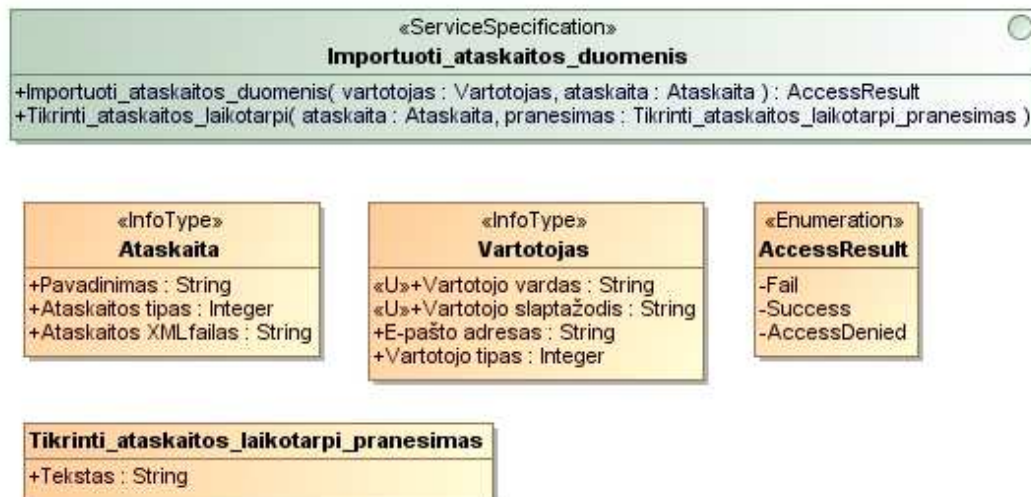 «ServiceSpecification»
Importuoti_ataskaitos_duomenis
+Importuoti_ataskaitos_duomenis( vartotojas : Vartotojas, ataskaita : Ataskaita ) : AccessResult
+Tikrinti_ataskaitos_laikotarpi( ataskaita : Ataskaita, pranesimas : Tikrinti_ataskaitos_laikotarpi_pranesimas )
«InfoType»
Ataskaita
+Pavadinimas : String
+Ataskaitos tipas : Integer
+Ataskaitos XMLfailas : String
«InfoType»
Vartotojas
«U»+Vartotojo vardas : String
«U»+Vartotojo slaptažodis : String
+E-pašto adresas : String
+Vartotojo tipas : Integer
«Enumeration»
AccessResult
-Fail
-Success
-AccessDenied
Tikrinti_ataskaitos_laikotarpi_pranesimas
+Tekstas : String